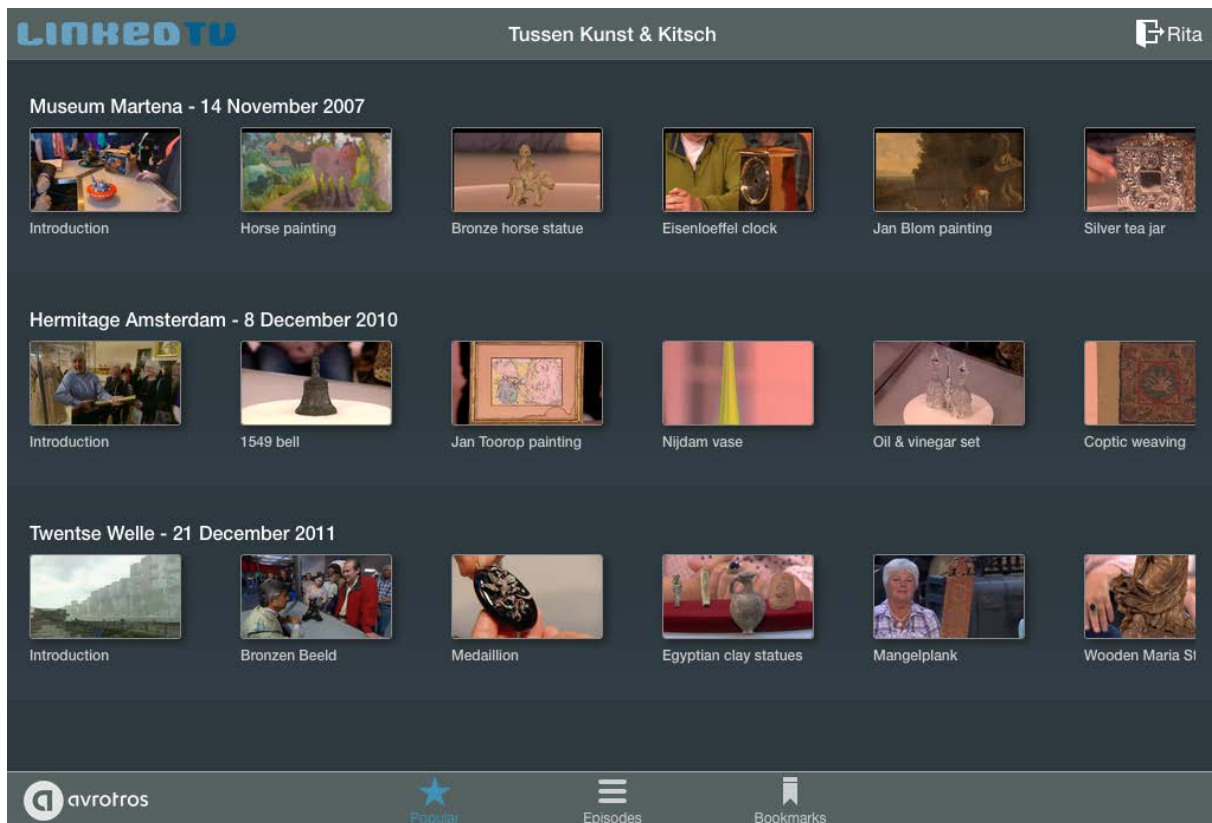 LINKEDTV
Tussen Kunst & Kitsch
Rita
Museum Martena - 14 November 2007
Introduction
Horse painting
Bronze horse statue
Eisenloeffel clock
Jan Blom painting
Silver tea jar
Hermitage Amsterdam - 8 December 2010
Introduction
1549 bell
Jan Toorop painting
Nijdam vase
Oil & vinegar set
Coptic weaving
Twentse Welle - 21 December 2011
Introduction
Bronzen Beeld
Medaillion
Egyptian clay statues
Mangelplank
Wooden Maria St
avrotros
Popular
Episodes
Bookmarks